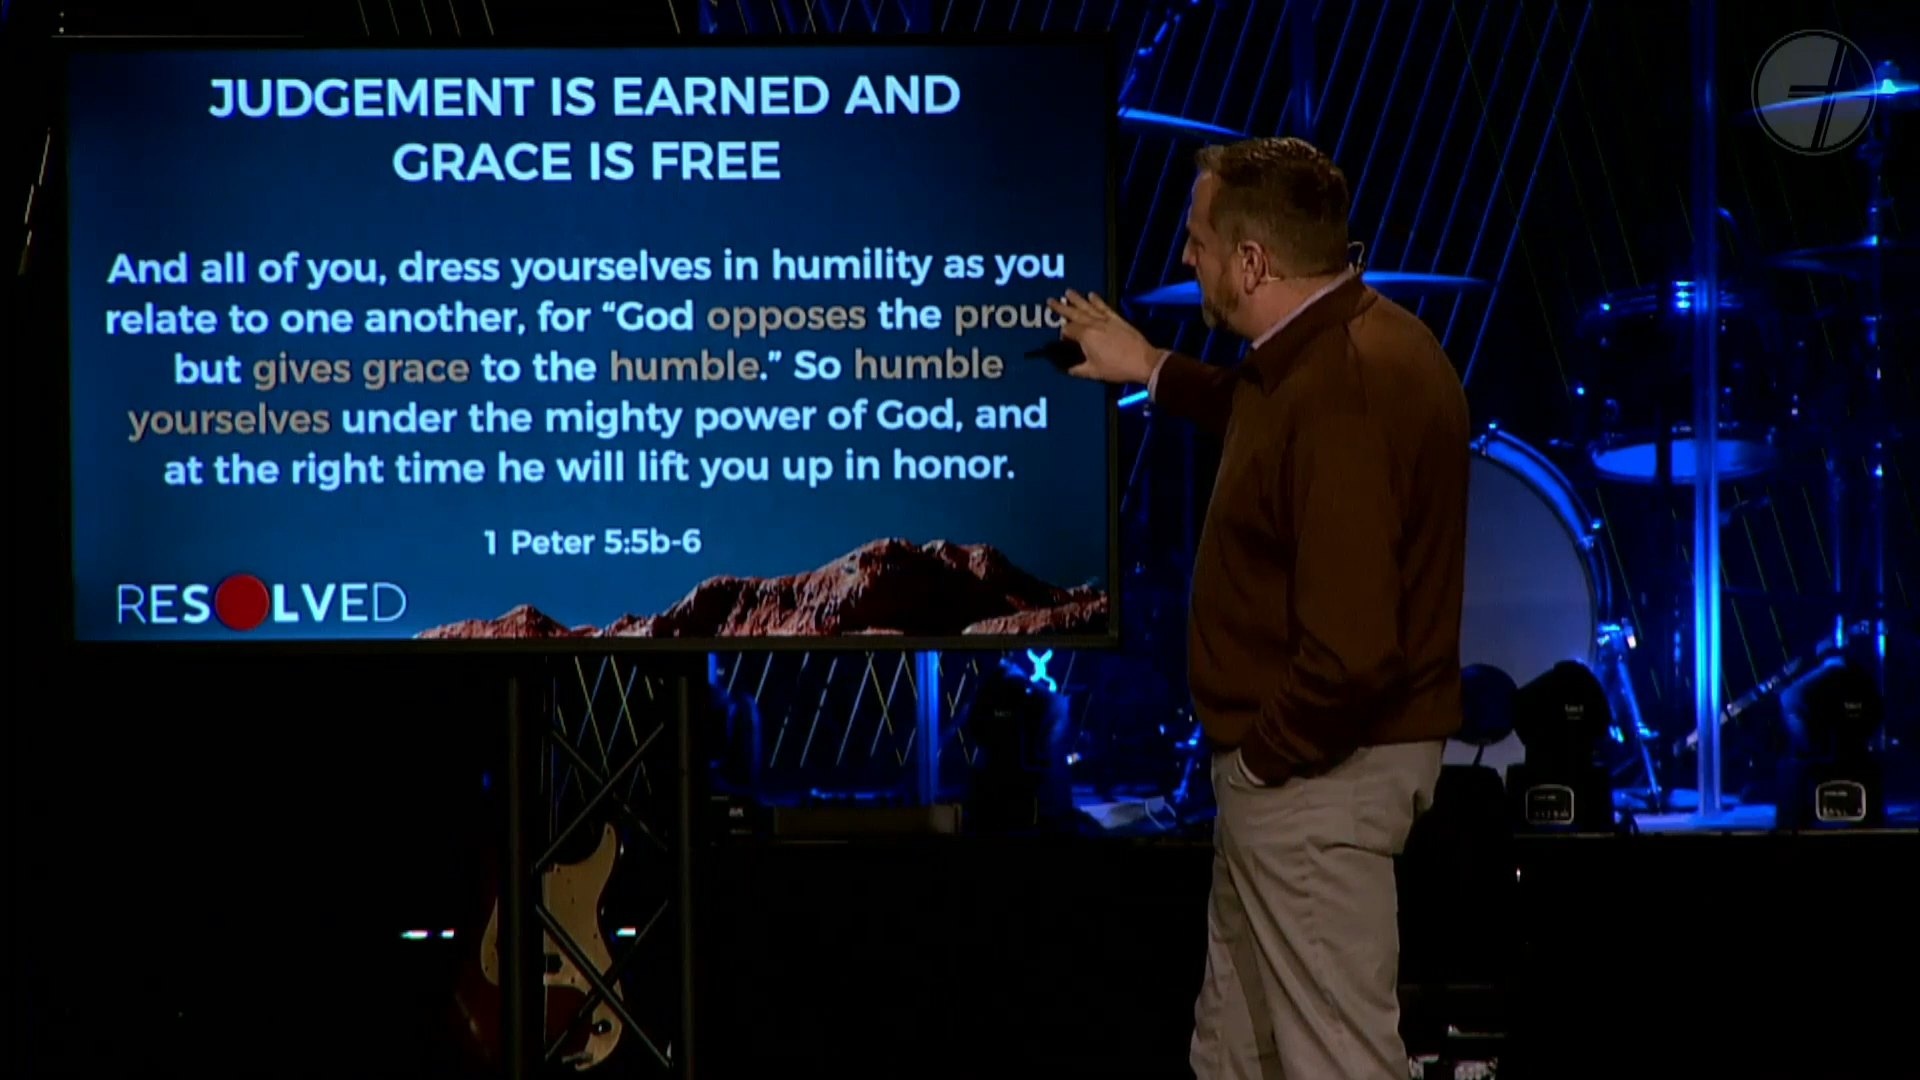 JUDGEMENT IS EARNED AND
GRACE IS FREE
And all of you, dress yourselves in humility as you
relate to one another, for “God opposes the proud
but gives grace to the humble.” So humble
yourselves under the mighty power of God, and
at the right time he will lift you up in honor.
1 Peter 5:5b-6
RESOLVED